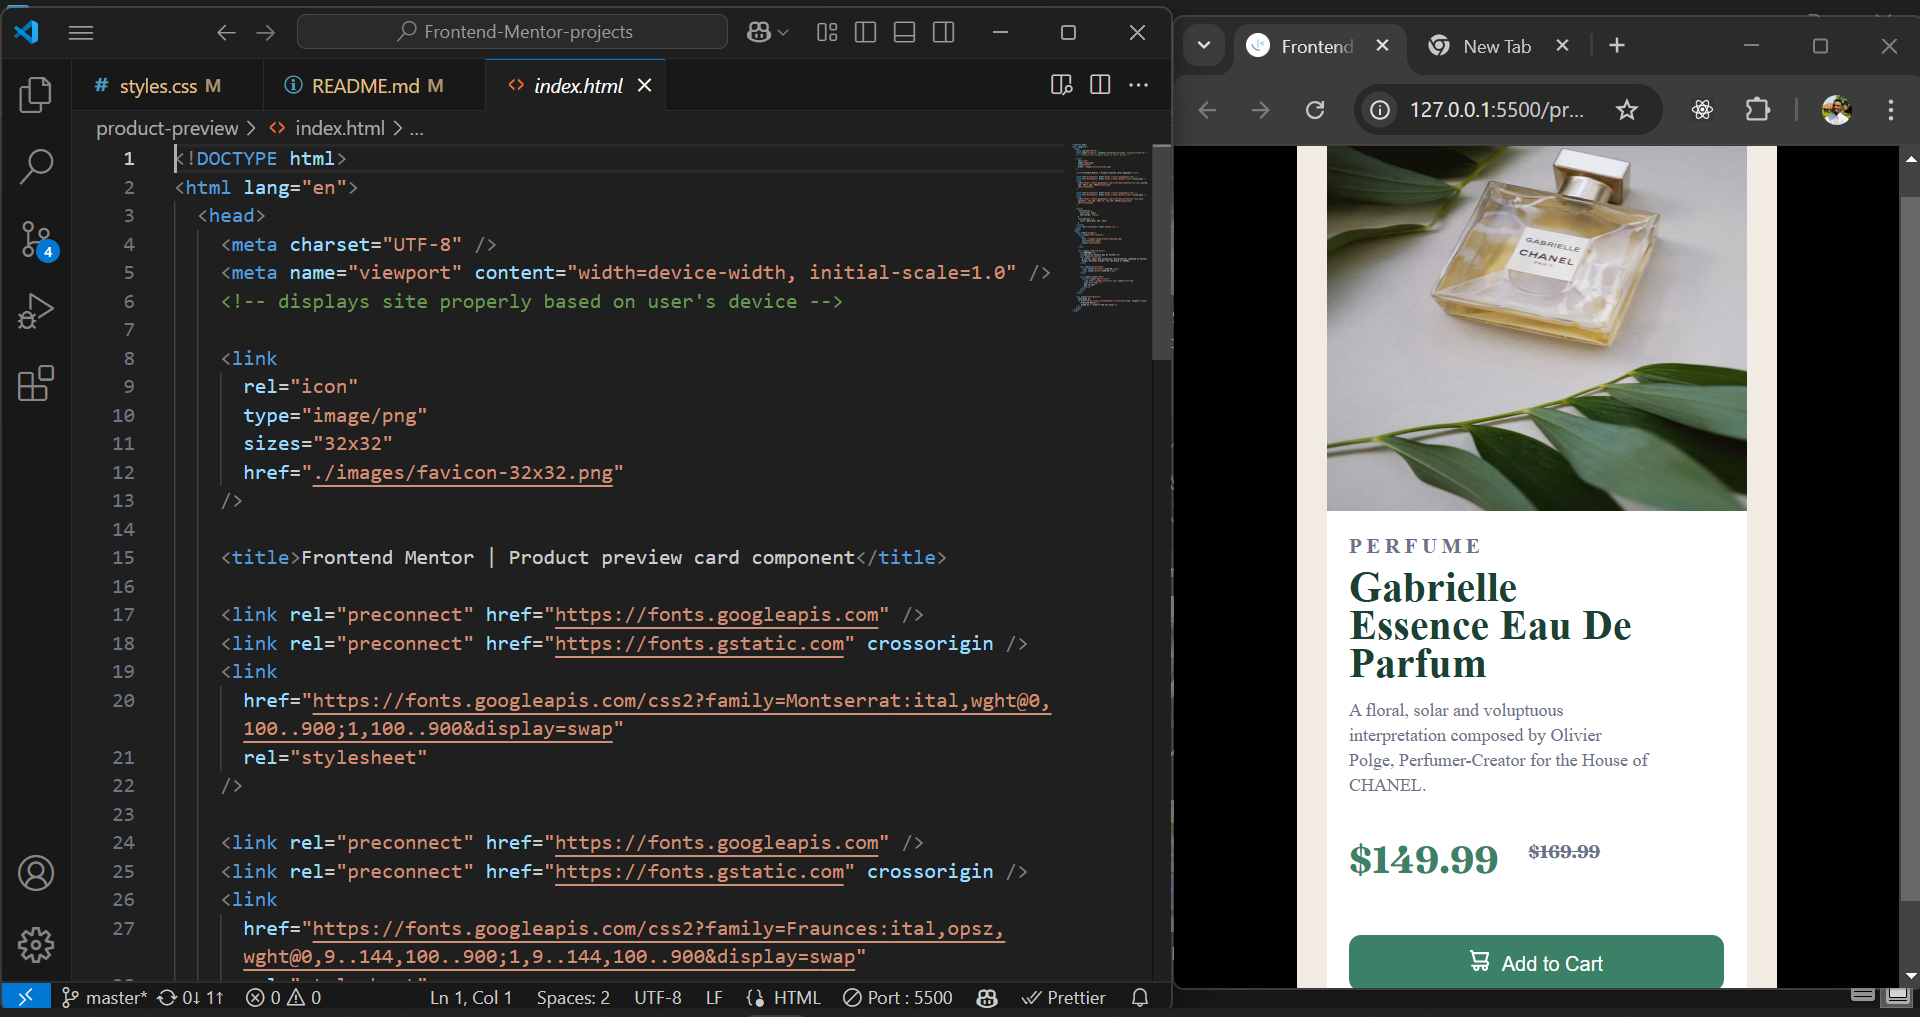 Frontend-Mentor-projects
# styles.css M
README.md M
index.html
product-preview > <> index.html > ...
1 <!DOCTYPE html>
2 <html lang="en">
3 <head>
4 <meta charset="UTF-8" />
5 <meta name="viewport" content="width=device-width, initial-scale=1.0" />
6 <!-- displays site properly based on user's device -->
7
8 <link
9 rel="icon"
10 type="image/png"
11 sizes="32x32"
12 href="./images/favicon-32x32.png"
13 />
14
15 <title>Frontend Mentor | Product preview card component</title>
16
17 <link rel="preconnect" href="https://fonts.googleapis.com" />
18 <link rel="preconnect" href="https://fonts.gstatic.com" crossorigin />
19 <link
20 href="https://fonts.googleapis.com/css2?family=Montserrat:ital,wght@0,
100..900;1,100..900&display=swap"
21 rel="stylesheet"
22 />
23
24 <link rel="preconnect" href="https://fonts.googleapis.com" />
25 <link rel="preconnect" href="https://fonts.gstatic.com" crossorigin />
26 <link
27 href="https://fonts.googleapis.com/css2?family=Fraunces:ital,opsz,
wght@0,9..144,100..900;1,9..144,100..900&display=swap"
4
master* 0↓ 1↑ 0 0 Ln 1, Col 1 Spaces: 2 UTF-8 LF HTML Port : 5500 Prettier
Frontend
New Tab
127.0.0.1:5500/pr...
GABRIELLE
CHANEL
PARIS
PERFUME
Gabrielle
Essence Eau De
Parfum
A floral, solar and voluptuous
interpretation composed by Olivier
Polge, Perfumer-Creator for the House of
CHANEL.
$149.99 $169.99
Add to Cart